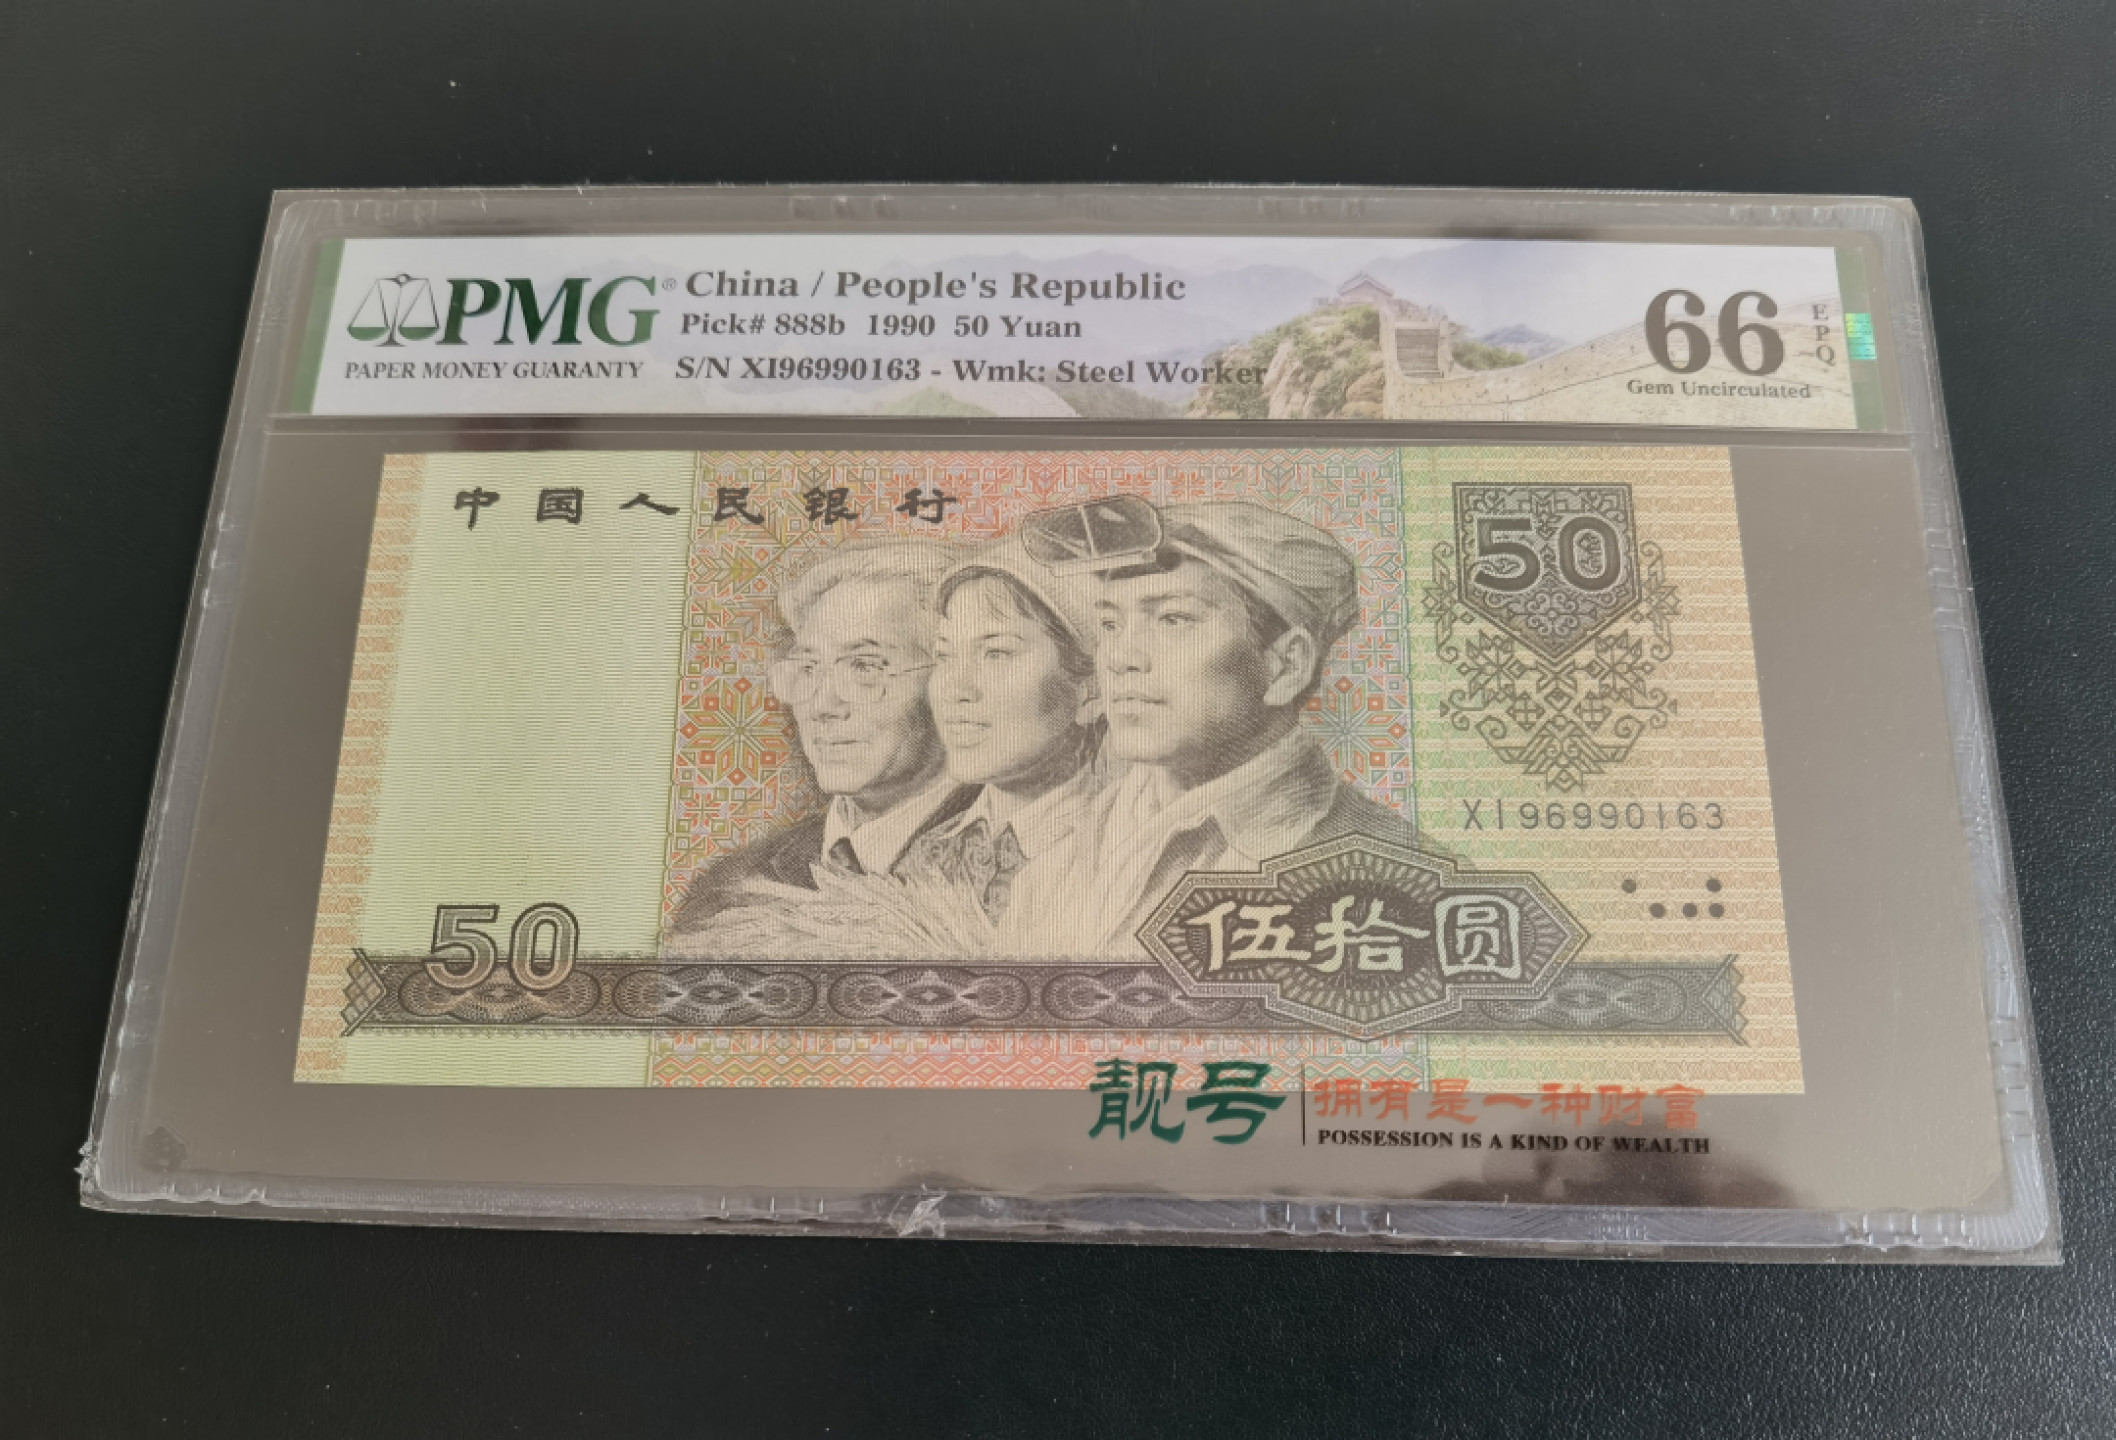 PMG® China / People's Republic
Pick# 888b 1990 50 Yuan
PAPER MONEY GUARANTY S/N XI96990163 - Wmk: Steel Worker
66 EPQ
Gem Uncirculated
中国人民银行
50
XI96990163
50
伍拾圆
靓号 拥有是一种财富
POSSESSION IS A KIND OF WEALTH